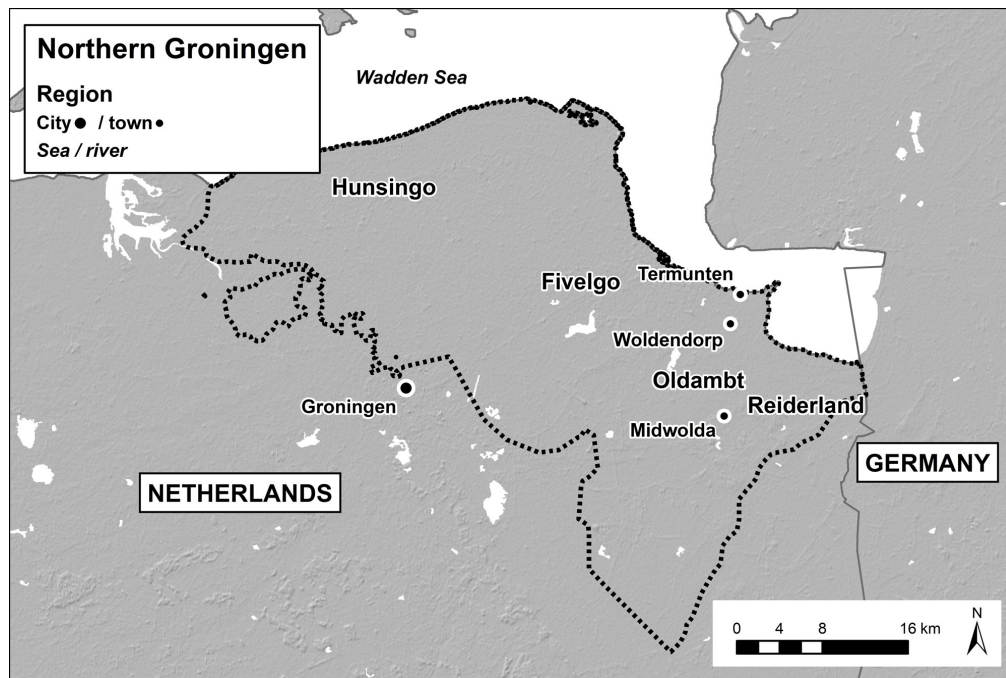 Northern Groningen
Region
City / town
Sea / river
Wadden Sea
Hunsingo
Fivelgo
Termunten
Woldendorp
Oldambt
Reiderland
Groningen
Midwolda
GERMANY
NETHERLANDS
N
0 4 8 16 km